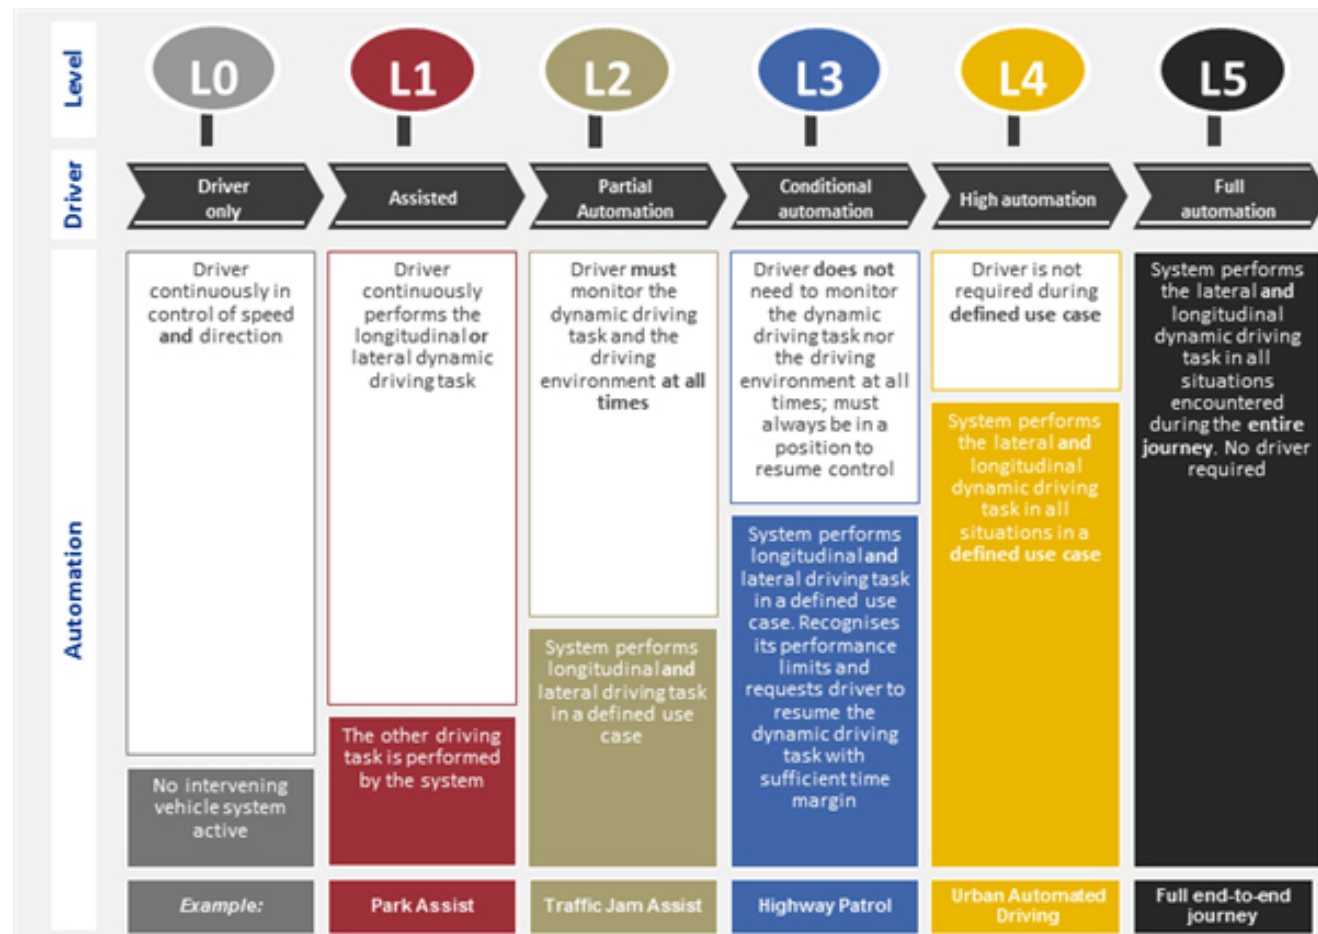 Level
L0
L1
L2
L3
L4
L5
Driver
Driver
only
Assisted
Partial
Automation
Conditional
automation
High automation
Full
automation
Automation
Driver
continuously in
control of speed
and direction
No intervening
vehicle system
active
Driver
continuously
performs the
longitudinal or
lateral dynamic
driving task
The other driving
task is performed
by the system
Driver must
monitor the
dynamic driving
task and the
driving
environment at all
times
System performs
longitudinal and
lateral driving task
in a defined use
case
Driver does not
need to monitor
the dynamic
driving task nor
the driving
environment at all
times; must
always be in a
position to
resume control
System performs
longitudinal and
lateral driving task
in a defined use
case. Recognises
its performance
limits and
requests driver to
resume the
dynamic driving
task with
sufficient time
margin
Driver is not
required during
defined use case
System performs
the lateral and
longitudinal
dynamic driving
task in all
situations in a
defined use case
System performs
the lateral and
longitudinal
dynamic driving
task in all
situations
encountered
during the entire
journey. No driver
required
Example:
Park Assist
Traffic Jam Assist
Highway Patrol
Urban Automated
Driving
Full end-to-end
journey